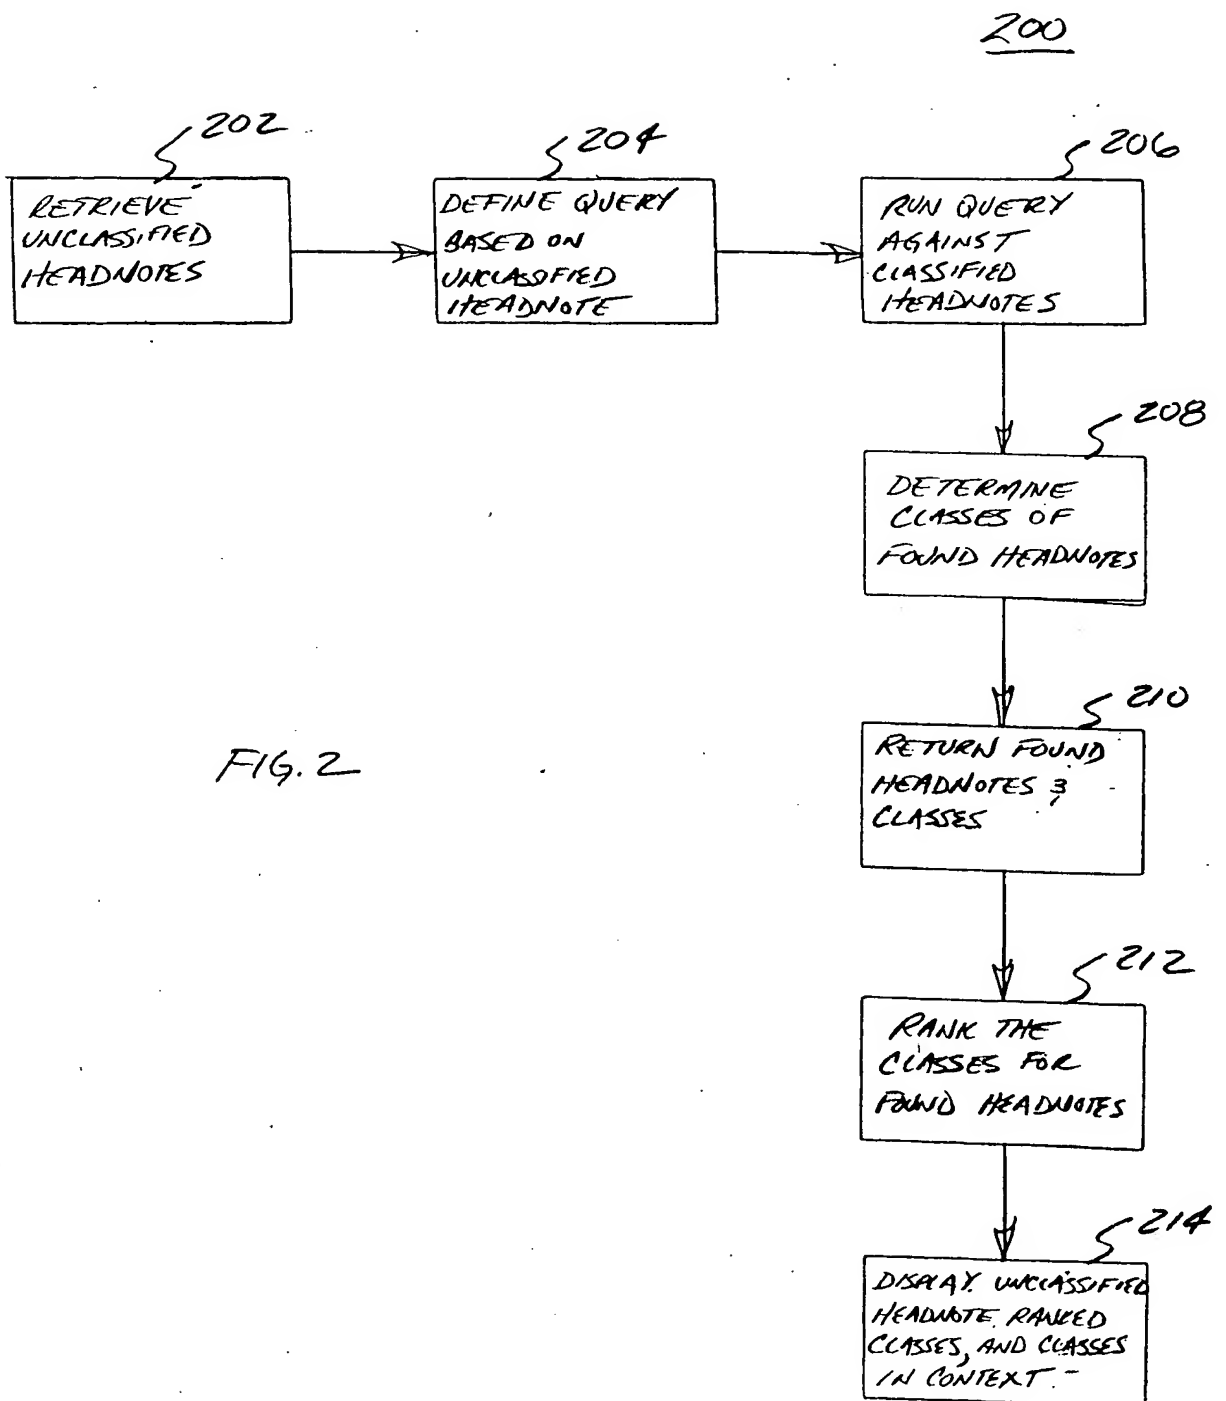 200
202
RETRIEVE
UNCLASSIFIED
HEADNOTES
204
DEFINE QUERY
BASED ON
UNCLASSIFIED
HEADNOTE
206
RUN QUERY
AGAINST
CLASSIFIED
HEADNOTES
208
DETERMINE
CLASSES OF
FOUND HEADNOTES
210
RETURN FOUND
HEADNOTES &
CLASSES
FIG. 2
212
RANK THE
CLASSES FOR
FOUND HEADNOTES
214
DISPLAY UNCLASSIFIED
HEADNOTE RANKED
CLASSES, AND CLASSES
IN CONTEXT.